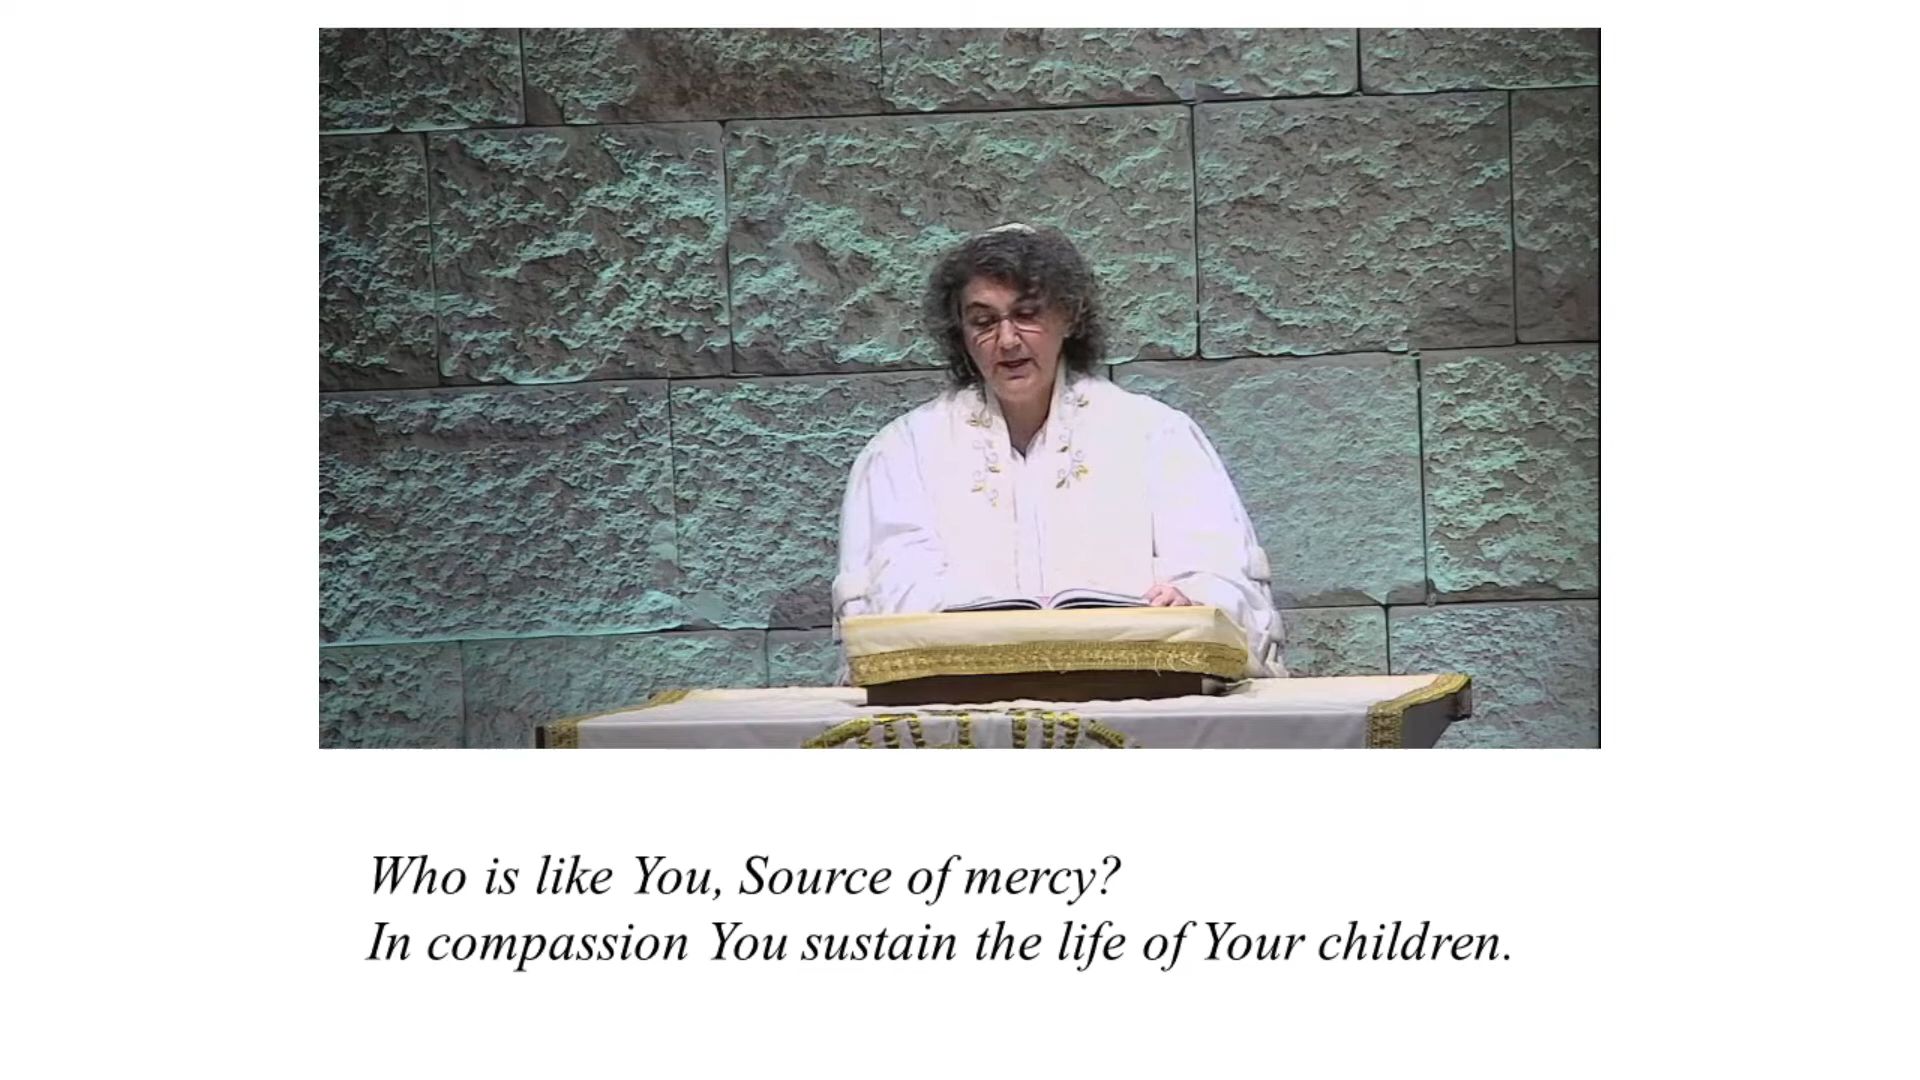 Who is like You, Source of mercy?
In compassion You sustain the life of Your children.